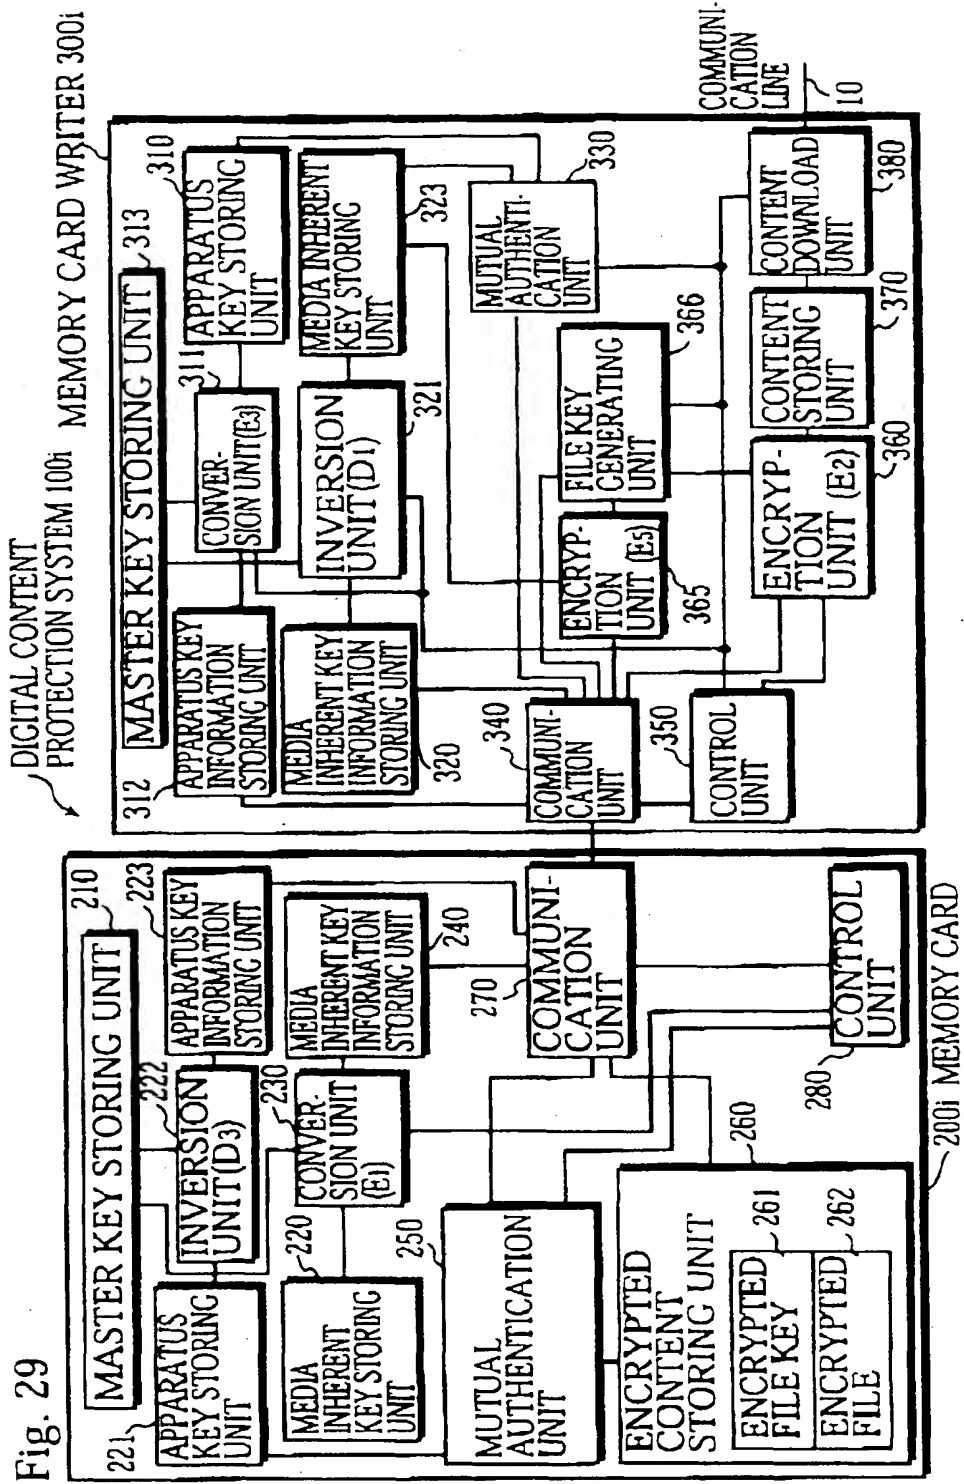 Fig. 29
DIGITAL CONTENT
PROTECTION SYSTEM 100i
MEMORY CARD WRITER 300i
MASTER KEY STORING UNIT
210
APPARATUS
KEY STORING
UNIT
221
INVERSION
UNIT(D3)
222
APPARATUS KEY
INFORMATION
STORING UNIT
223
MEDIA
INHERENT
KEY STORING
UNIT
220
CONVER-
SION UNIT
(E1)
230
MEDIA
INHERENT KEY
INFORMATION
STORING UNIT
240
MUTUAL
AUTHENTICATION
UNIT
250
COMMUNI-
CATION
UNIT
270
ENCRYPTED
CONTENT
STORING UNIT
260
ENCRYPTED
FILE KEY
261
ENCRYPTED
FILE
262
CONTROL
UNIT
280
200i MEMORY CARD
MASTER KEY STORING UNIT
313
APPARATUS KEY
INFORMATION
STORING UNIT
312
CONVER-
SION UNIT(E3)
311
APPARATUS
KEY STORING
UNIT
310
MEDIA
INHERENT KEY
INFORMATION
STORING UNIT
320
INVERSION
UNIT(D1)
321
MEDIA INHERENT
KEY STORING
UNIT
323
MUTUAL
AUTHENTI-
CATION
UNIT
330
COMMUNI-
CATION
UNIT
340
ENCRYP-
TION
UNIT (E5)
365
FILE KEY
GENERATING
UNIT
366
CONTROL
UNIT
350
ENCRYP-
TION
UNIT (E2)
360
CONTENT
STORING
UNIT
370
CONTENT
DOWNLOAD
UNIT
380
COMMUNI-
CATION
LINE
10